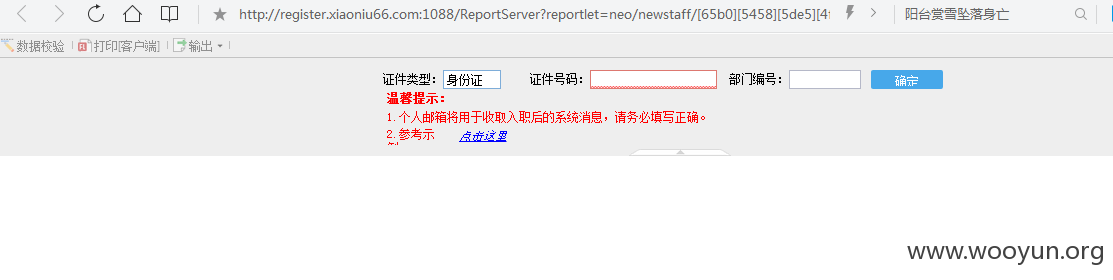 http://register.xiaoniu66.com:1088/ReportServer?reportlet=neo/newstaff/[65b0][5458][5de5][4f 阳台赏雪坠落身亡
数据校验 打印[客户端] 输出
证件类型: 身份证 证件号码: 部门编号: 确定
温馨提示:
1.个人邮箱将用于收取入职后的系统消息，请务必填写正确。
2.参考示 点击这里
www.wooyun.org